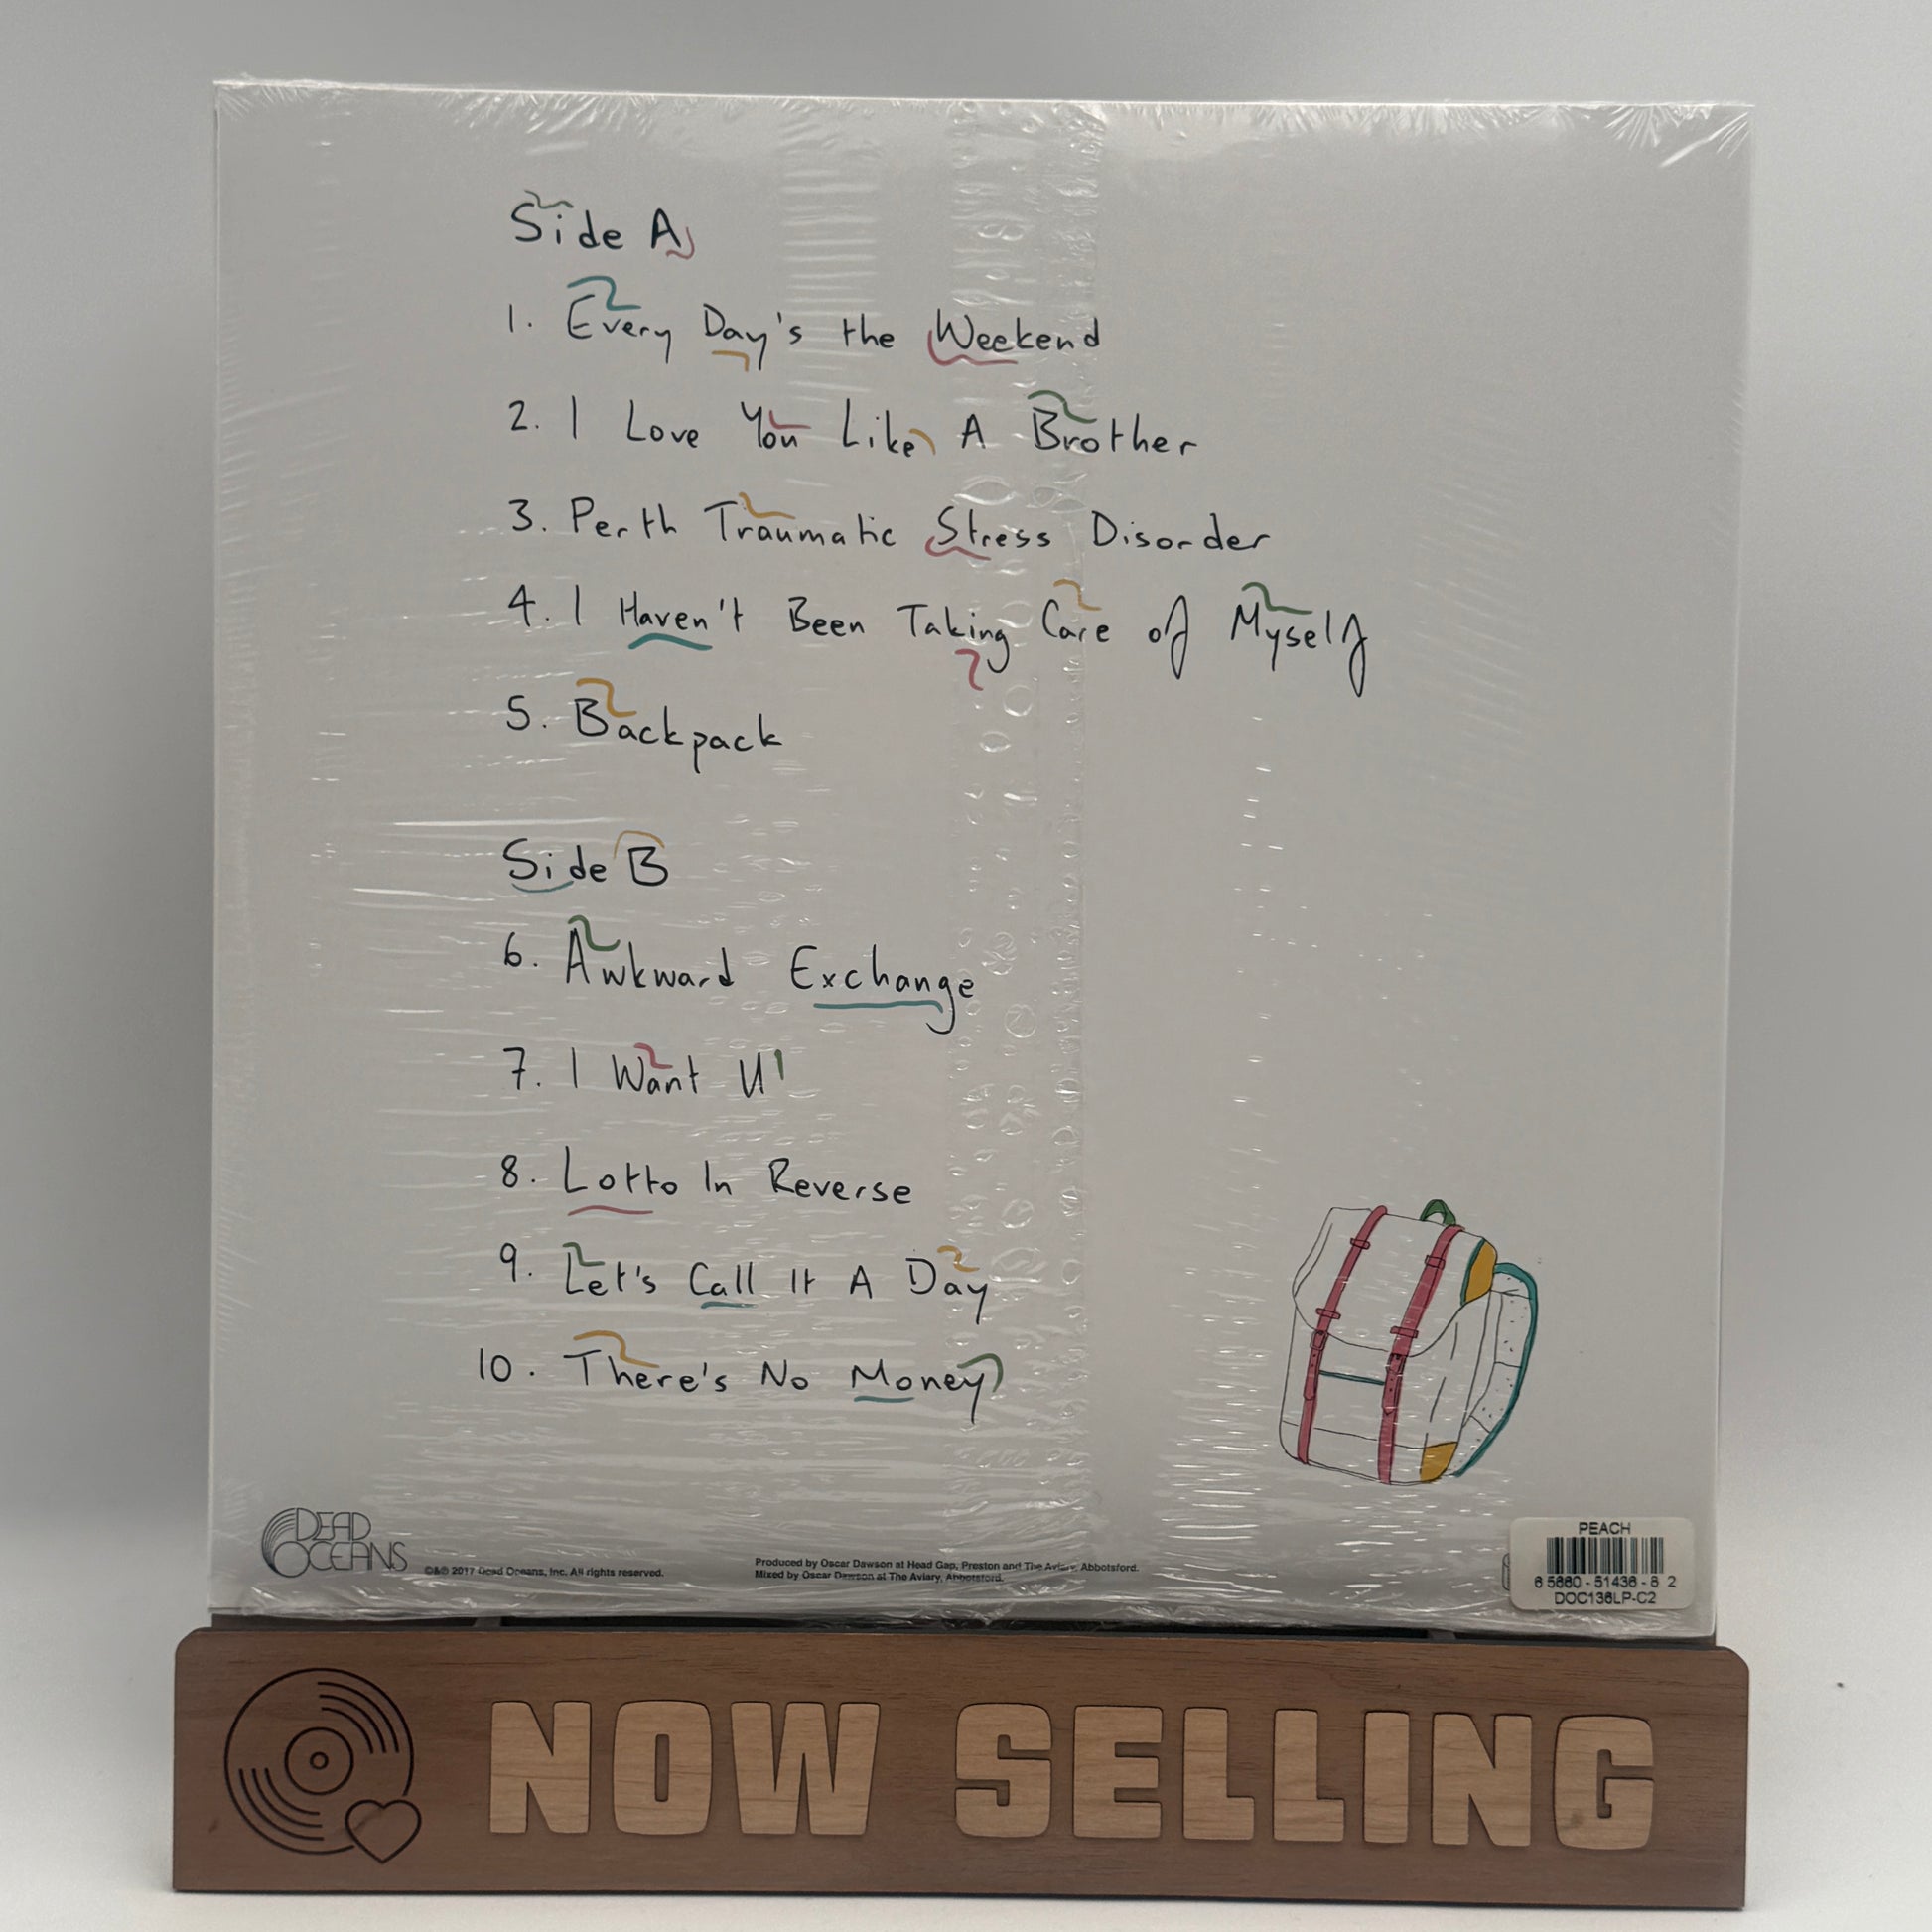 Side A
1. Every Day's the Weekend
2. I Love You Like A Brother
3. Perth Traumatic Stress Disorder
4. I Haven't Been Taking Care of Myself
5. Backpack
Side B
6. Awkward Exchange
7. I Want U
8. Lotto In Reverse
9. Let's Call It A Day
10. There's No Money
DEAD
OCEANS
℗&© 2017 Dead Oceans, Inc. All rights reserved.
Produced by Oscar Dawson at Head Gap, Preston and The Aviary, Abbotsford.
Mixed by Oscar Dawson at The Aviary, Abbotsford.
PEACH
6 5660 - 51436 - 8 2
DOC136LP-C2
NOW SELLING